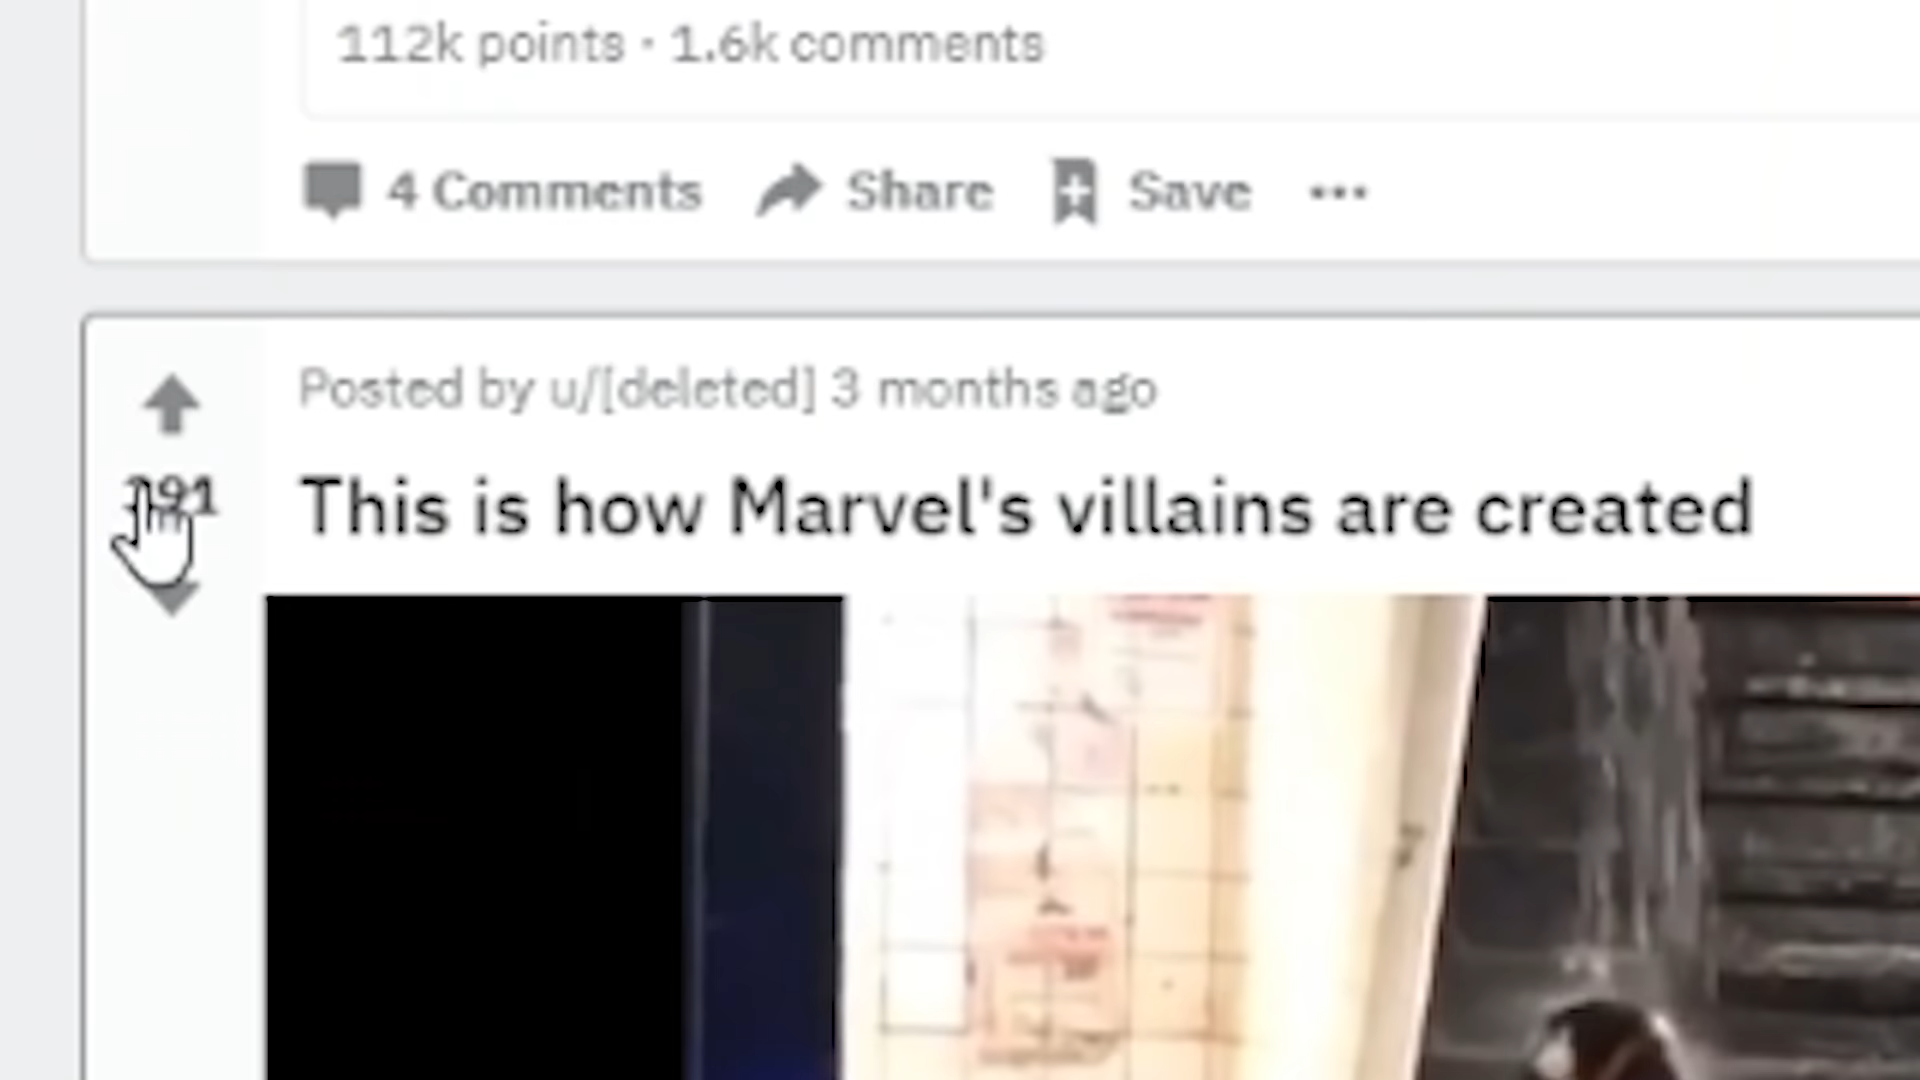 112k points · 1.6k comments
4 Comments Share Save ...
Posted by u/[deleted] 3 months ago
This is how Marvel's villains are created